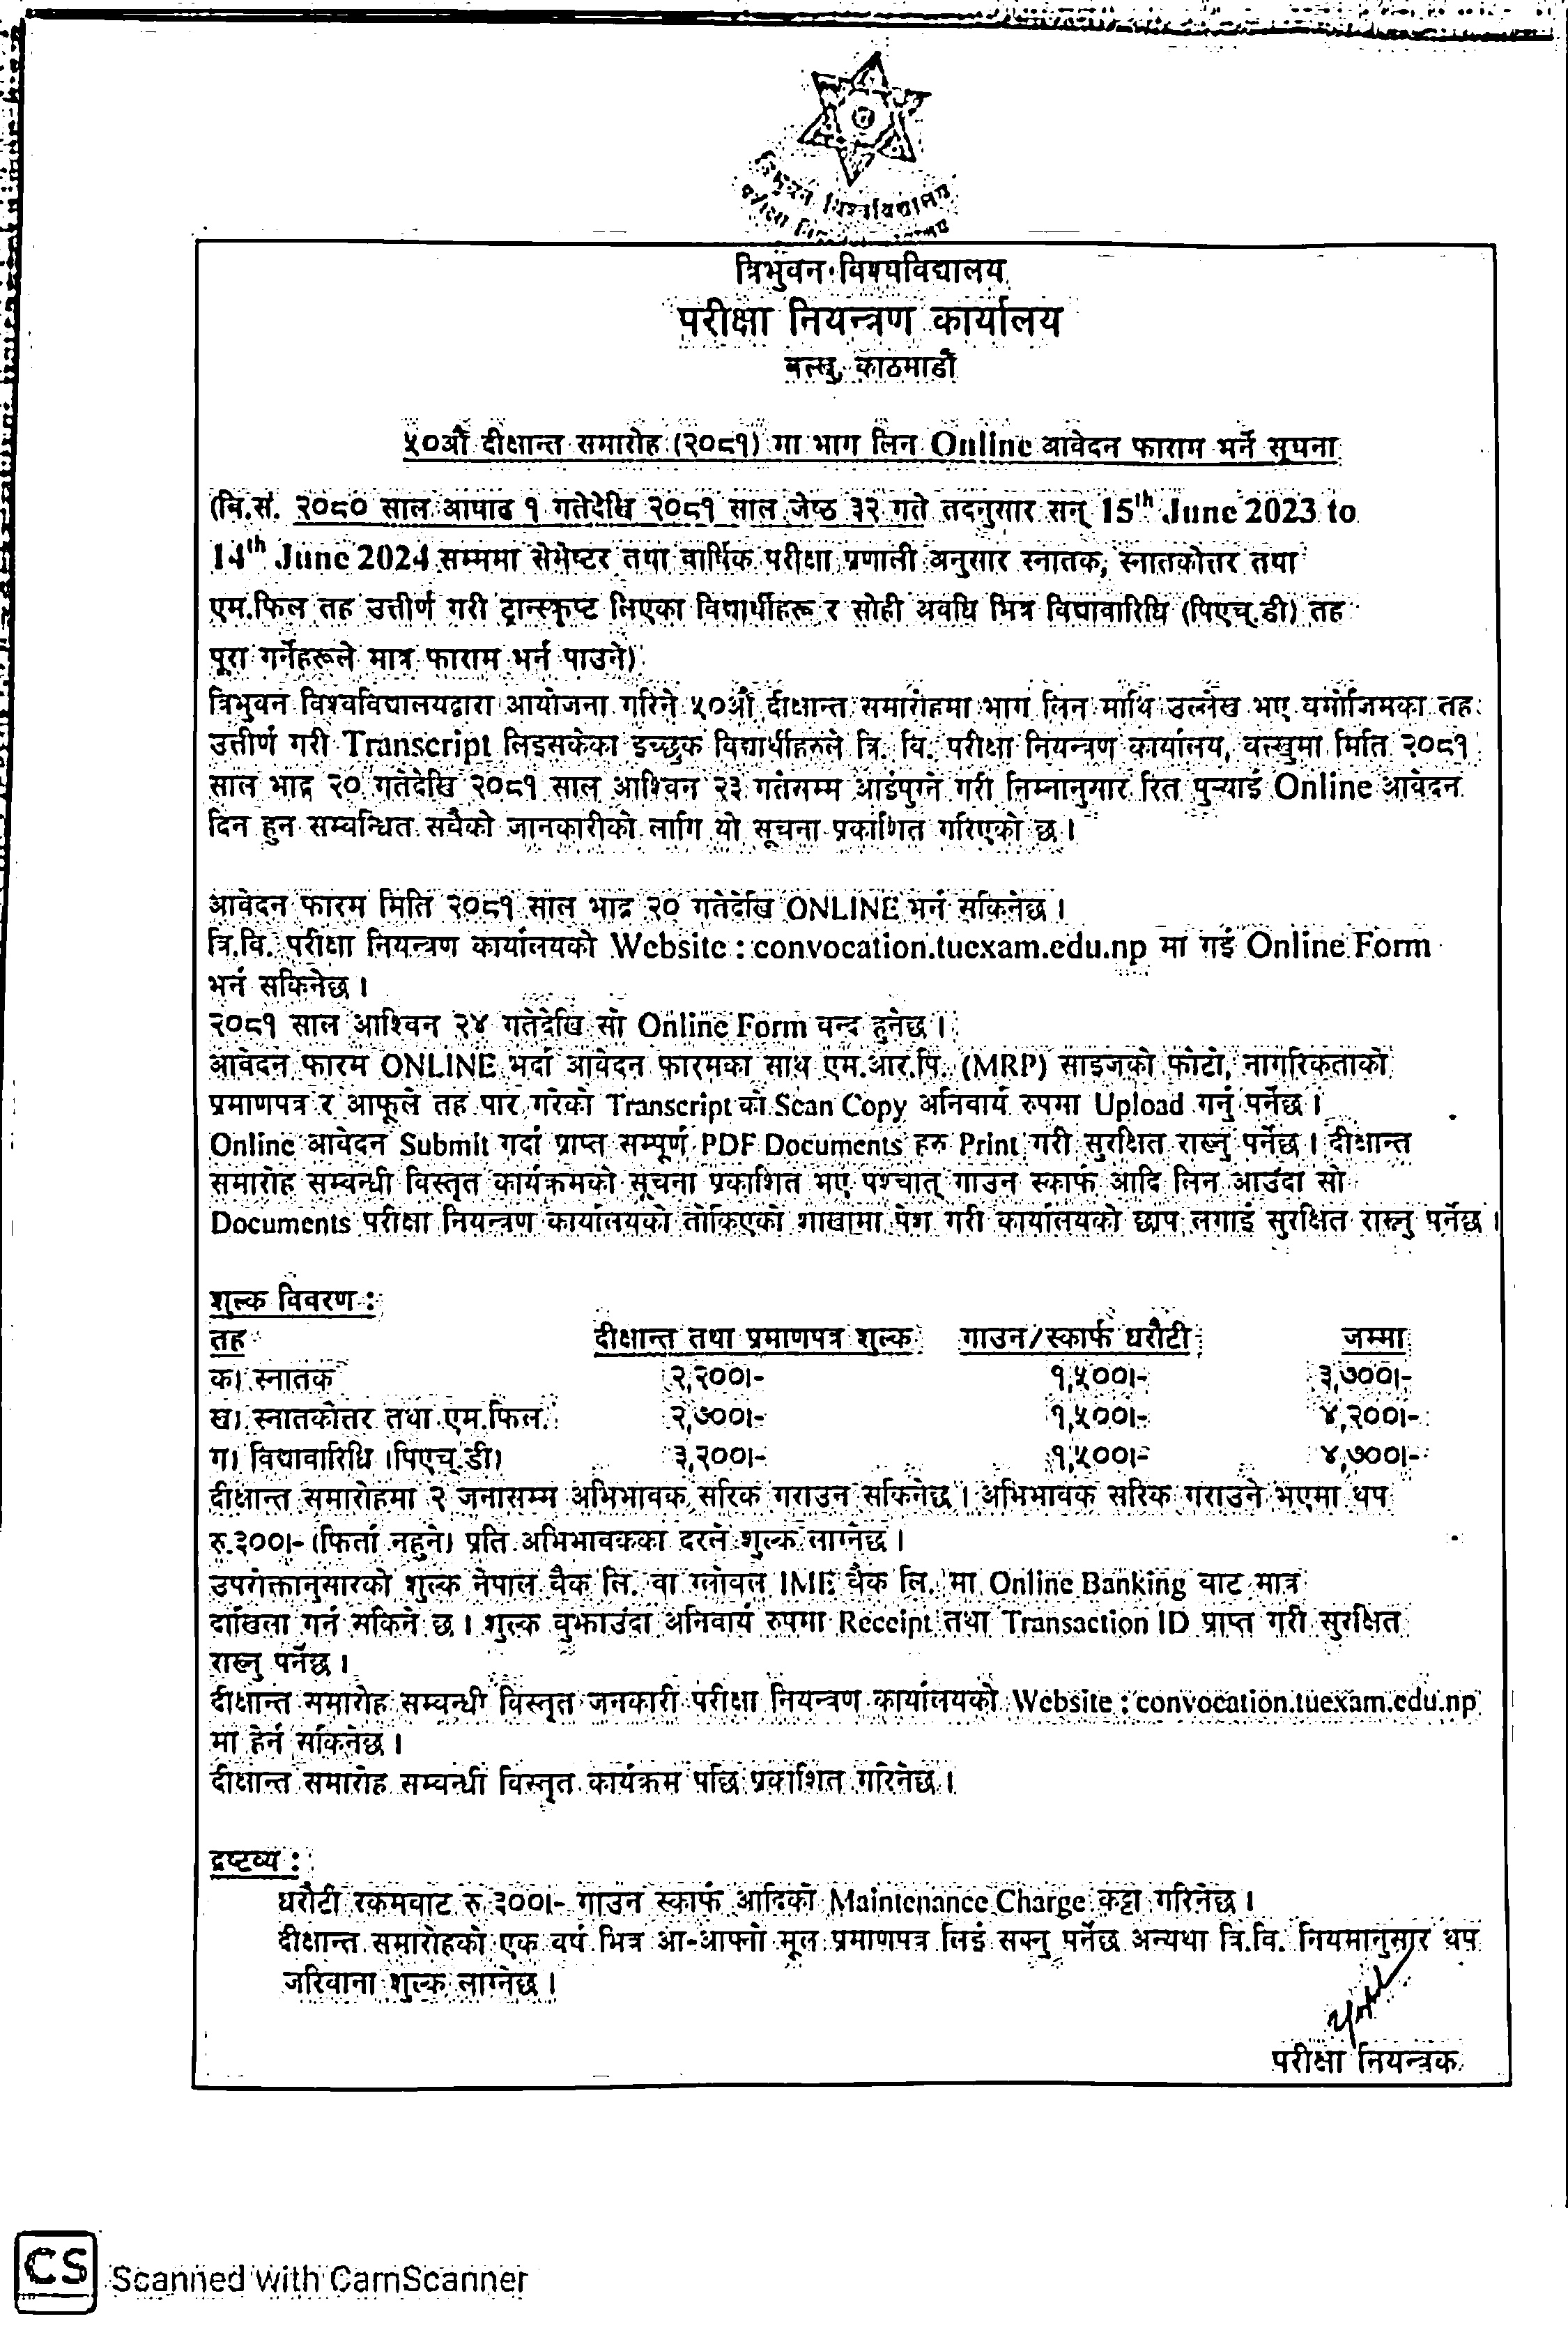 त्रिभुवन विश्वविद्यालय
त्रिभुवन विश्वविद्यालय
परीक्षा नियन्त्रण कार्यालय
बल्खु, काठमाडौं
५०औं दीक्षान्त समारोह (२०८१) मा भाग लिन Online आवेदन फाराम भर्ने सूचना
(बि.सं. २०८० साल आषाढ १ गतेदेखि २०८१ साल जेष्ठ ३२ गते तदनुसार सन् 15th June 2023 to
14th June 2024 सम्ममा सेमेष्टर तथा वार्षिक परीक्षा प्रणाली अनुसार स्नातक, स्नातकोत्तर तथा
एम.फिल तह उत्तीर्ण गरी ट्रान्स्कृप्ट लिएका विद्यार्थीहरू र सोही अवधि भित्र विद्यावारिधि (पिएच्.डी) तह
पूरा गर्नेहरूले मात्र फाराम भर्न पाउने)
त्रिभुवन विश्वविद्यालयद्वारा आयोजना गरिने ५०औं दीक्षान्त समारोहमा भाग लिन माथि उल्लेख भए बमोजिमका तह
उत्तीर्ण गरी Transcript लिइसकेका इच्छुक विद्यार्थीहरुले त्रि. वि. परीक्षा नियन्त्रण कार्यालय, बल्खुमा मिति २०८१
साल भाद्र २० गतेदेखि २०८१ साल आश्विन २३ गतेसम्म आईपुग्ने गरी निम्नानुसार रित पुर्‍याई Online आवेदन
दिन हुन सम्वन्धित सवैको जानकारीको लागि यो सूचना प्रकाशित गरिएको छ ।
आवेदन फारम मिति २०८१ साल भाद्र २० गतेदेखि ONLINE भर्न सकिनेछ ।
त्रि.वि. परीक्षा नियन्त्रण कार्यालयको Website : convocation.tuexam.edu.np मा गई Online Form
भर्न सकिनेछ ।
२०८१ साल आश्विन २४ गतेदेखि सो Online Form वन्द हुनेछ ।
आवेदन फारम ONLINE भर्दा आवेदन फारमका साथ एम.आर.पि. (MRP) साइजको फोटो, नागरिकताको
प्रमाणपत्र र आफूले तह पार गरेको Transcript को Scan Copy अनिवार्य रुपमा Upload गर्नु पर्नेछ ।
Online आवेदन Submit गर्दा प्राप्त सम्पूर्ण PDF Documents हरु Print गरी सुरक्षित राख्नु पर्नेछ । दीक्षान्त
समारोह सम्वन्धी विस्तृत कार्यक्रमको सूचना प्रकाशित भए पश्चात् गाउन स्कार्फ आदि लिन आउंदा सो
Documents परीक्षा नियन्त्रण कार्यालयको तोकिएको शाखामा पेश गरी कार्यालयको छाप लगाई सुरक्षित राख्नु पर्नेछ ।
शुल्क विवरण :
तह दीक्षान्त तथा प्रमाणपत्र शुल्क गाउन/स्कार्फ धरौटी जम्मा
क। स्नातक २,२००।- १,५००।- ३,७००।-
ख। स्नातकोत्तर तथा एम.फिल. २,७००।- १,५००।- ४,२००।-
ग। विद्यावारिधि ।पिएच्.डी। ३,२००।- १,५००।- ४,७००।-
दीक्षान्त समारोहमा २ जनासम्म अभिभावक सरिक गराउन सकिनेछ । अभिभावक सरिक गराउने भएमा थप
रु.३००।- ।फिर्ता नहुने। प्रति अभिभावकका दरले शुल्क लाग्नेछ ।
उपरोक्तानुसारको शुल्क नेपाल वैंक लि. वा ग्लोवल IME वैंक लि. मा Online Banking वाट मात्र
दाखिला गर्न सकिने छ । शुल्क वुझाउंदा अनिवार्य रुपमा Receipt तथा Transaction ID प्राप्त गरी सुरक्षित
राख्नु पर्नेछ ।
दीक्षान्त समारोह सम्वन्धी विस्तृत जनकारी परीक्षा नियन्त्रण कार्यालयको Website : convocation.tuexam.edu.np
मा हेर्न सकिनेछ ।
दीक्षान्त समारोह सम्वन्धी विस्तृत कार्यक्रम पछि प्रकाशित गरिनेछ ।
द्रष्टव्य :
धरौटी रकमवाट रु ३००।- गाउन स्कार्फ आदिको Maintenance Charge कट्टा गरिनेछ ।
दीक्षान्त समारोहको एक वर्ष भित्र आ-आफ्नो मूल प्रमाणपत्र लिई सक्नु पर्नेछ अन्यथा त्रि.वि. नियमानुसार थप
जरिवाना शुल्क लाग्नेछ ।
परीक्षा नियन्त्रक
CS Scanned with CamScanner